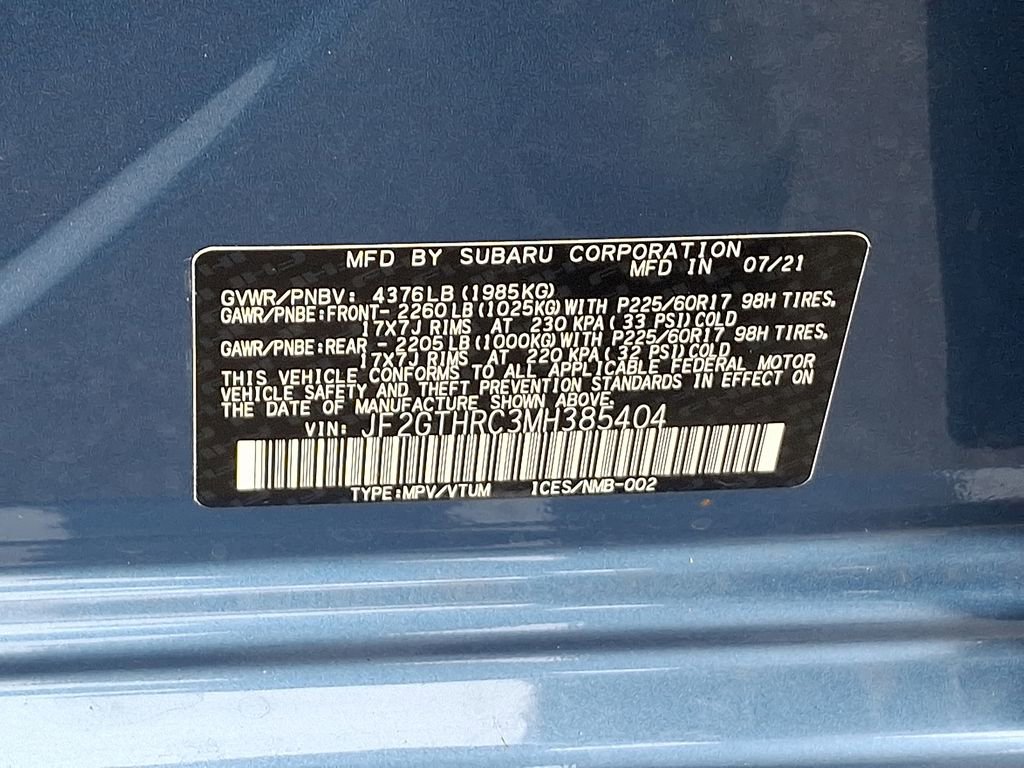 MFD BY SUBARU CORPORATION
MFD IN 07/21
GVWR/PNBV: 4376LB (1985KG)
GAWR/PNBE:FRONT- 2260LB (1025KG) WITH P225/60R17 98H TIRES,
17X7J RIMS AT 230 KPA( 33 PSI)COLD
GAWR/PNBE:REAR - 2205LB (1000KG) WITH P225/60R17 98H TIRES,
17X7J RIMS AT 220 KPA( 32 PSI)COLD
THIS VEHICLE CONFORMS TO ALL APPLICABLE FEDERAL MOTOR
VEHICLE SAFETY AND THEFT PREVENTION STANDARDS IN EFFECT ON
THE DATE OF MANUFACTURE SHOWN ABOVE.
VIN: JF2GTHRC3MH385404
TYPE:MPV/VTUM ICES/NMB-002